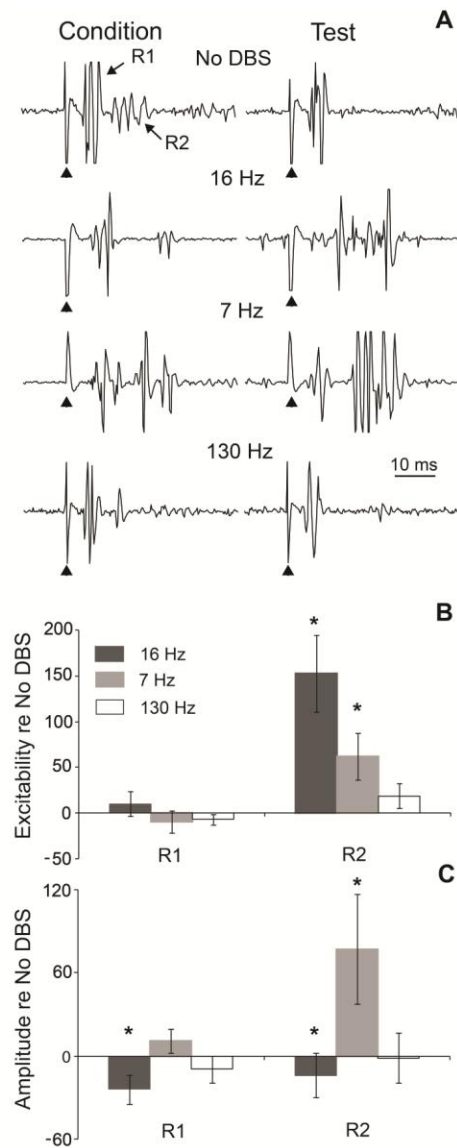 A
Condition
Test
R1
No DBS
R2
16 Hz
7 Hz
130 Hz
10 ms
B
Excitability re No DBS
200
150
100
50
0
-50
16 Hz
7 Hz
130 Hz
*
*
R1
R2
C
Amplitude re No DBS
120
60
0
-60
*
*
*
R1
R2